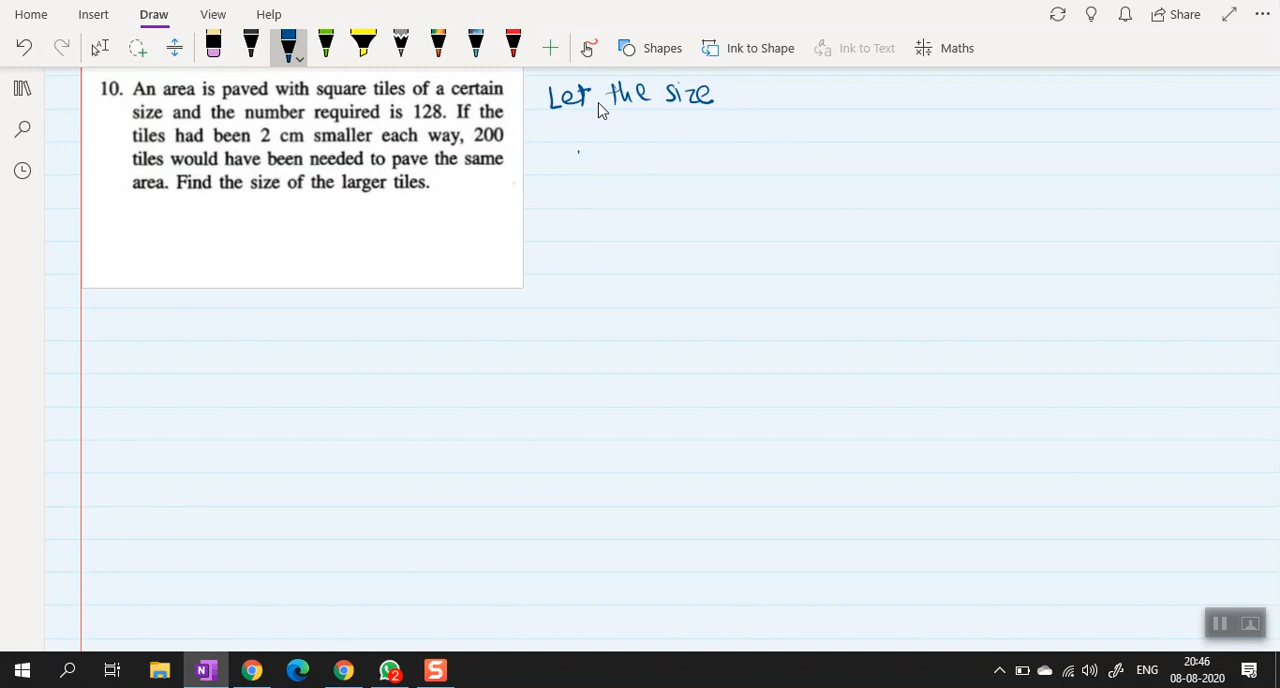 Home Insert Draw View Help
Share
Shapes Ink to Shape Ink to Text Maths
10. An area is paved with square tiles of a certain
size and the number required is 128. If the
tiles had been 2 cm smaller each way, 200
tiles would have been needed to pave the same
area. Find the size of the larger tiles.
Let the size
2
ENG
20:46
08-08-2020